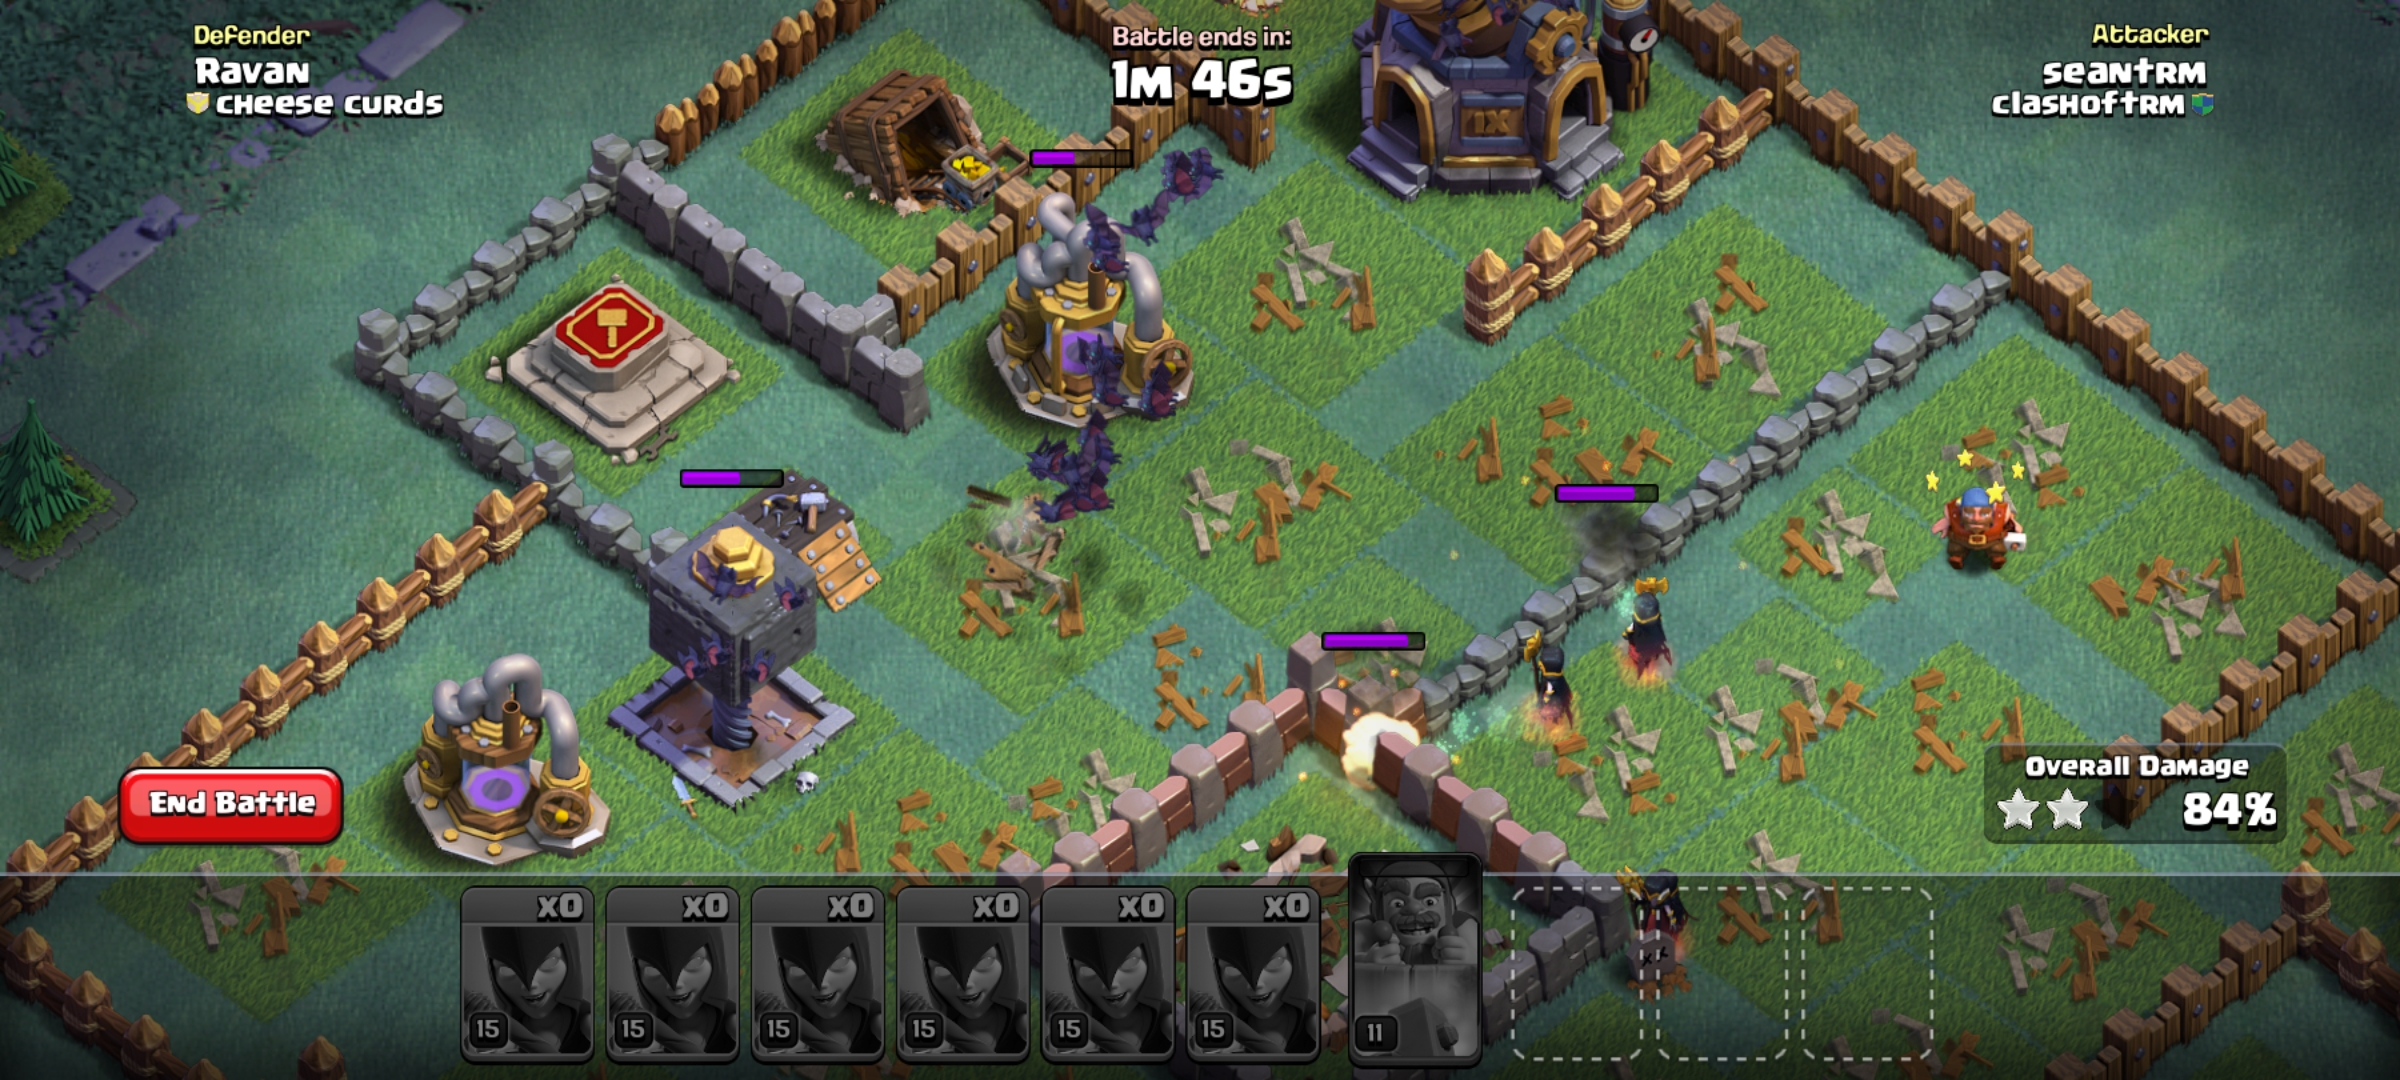 Defender
Ravan
cheese curds
Battle ends in:
1m 46s
Attacker
seantrm
clashoftrm
IX
End Battle
Overall Damage
84%
x0 x0 x0 x0 x0 x0
15 15 15 15 15 15 11